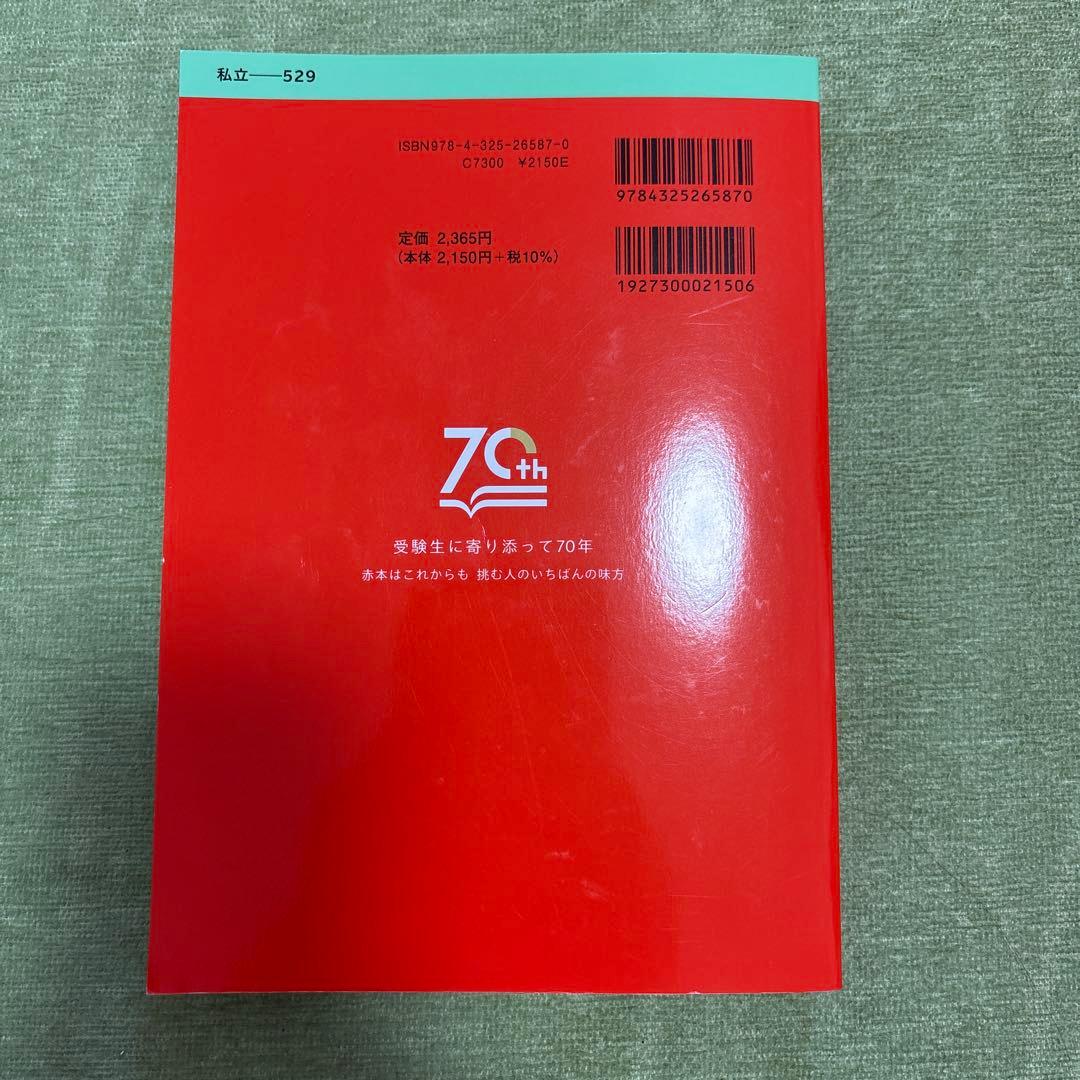 私立――529
ISBN978-4-325-26587-0
C7300 ¥2150E
9784325265870
定価 2,365円
(本体 2,150円+税10%)
1927300021506
70th
受験生に寄り添って70年
赤本はこれからも 挑む人のいちばんの味方